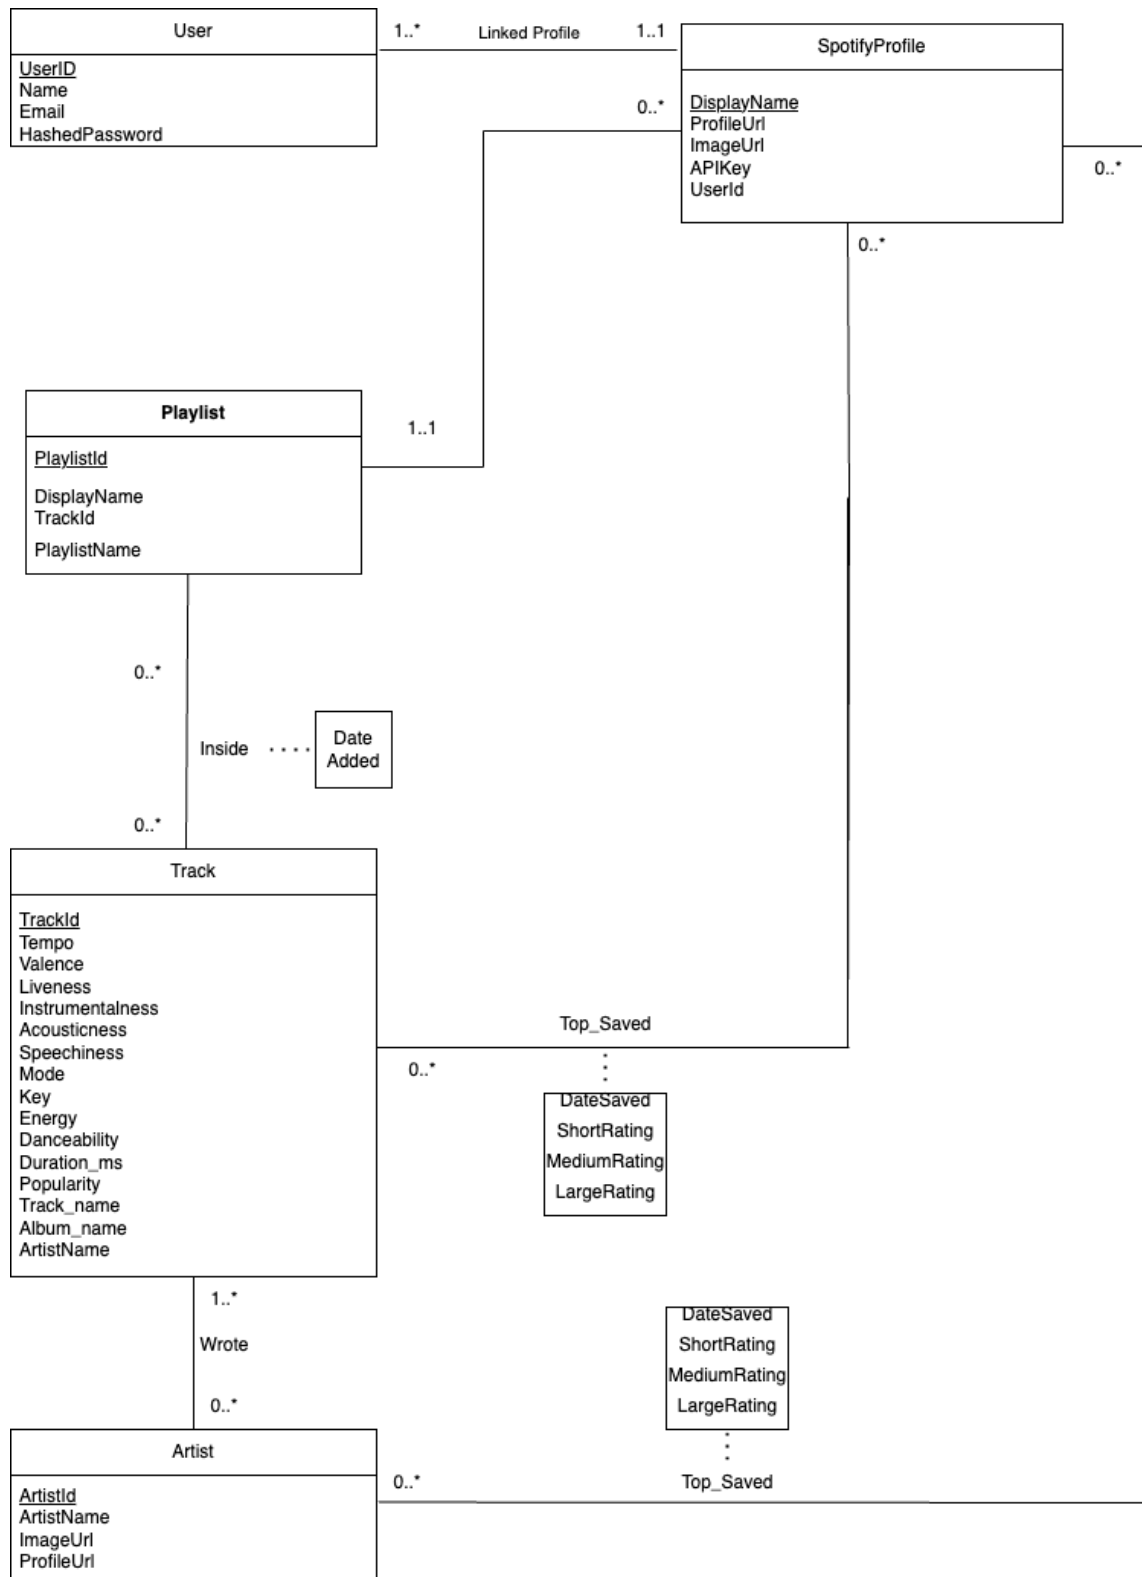 User
UserID
Name
Email
HashedPassword
1..*
Linked Profile
1..1
SpotifyProfile
DisplayName
ProfileUrl
ImageUrl
APIKey
UserId
0..*
0..*
0..*
Playlist
PlaylistId
DisplayName
TrackId
PlaylistName
1..1
0..*
Inside
Date
Added
0..*
Track
TrackId
Tempo
Valence
Liveness
Instrumentalness
Acousticness
Speechiness
Mode
Key
Energy
Danceability
Duration_ms
Popularity
Track_name
Album_name
ArtistName
Top_Saved
0..*
DateSaved
ShortRating
MediumRating
LargeRating
1..*
Wrote
0..*
DateSaved
ShortRating
MediumRating
LargeRating
Artist
ArtistId
ArtistName
ImageUrl
ProfileUrl
0..*
Top_Saved